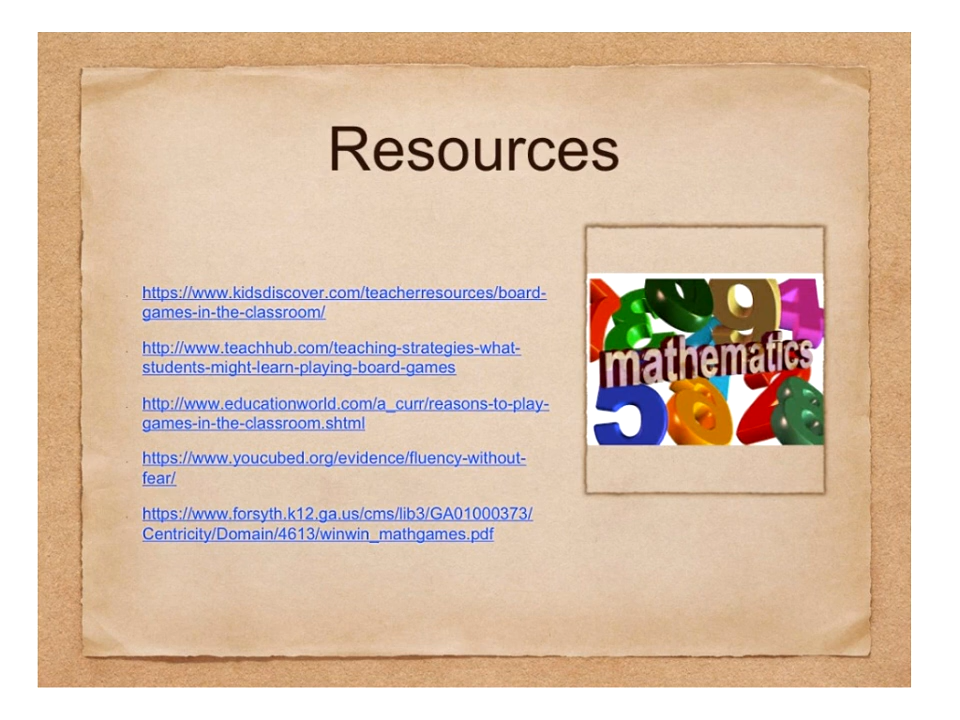 Resources
https://www.kidsdiscover.com/teacherresources/board-
games-in-the-classroom/
http://www.teachhub.com/teaching-strategies-what-
students-might-learn-playing-board-games
http://www.educationworld.com/a_curr/reasons-to-play-
games-in-the-classroom.shtml
https://www.youcubed.org/evidence/fluency-without-
fear/
https://www.forsyth.k12.ga.us/cms/lib3/GA01000373/
Centricity/Domain/4613/winwin_mathgames.pdf
mathematics